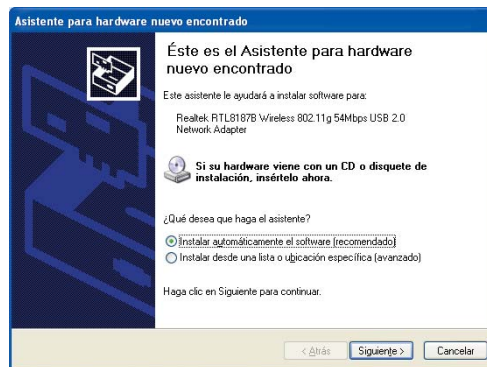 Asistente para hardware nuevo encontrado
Éste es el Asistente para hardware
nuevo encontrado
Este asistente le ayudará a instalar software para:
Realtek RTL8187B Wireless 802.11g 54Mbps USB 2.0
Network Adapter
Si su hardware viene con un CD o disquete de
instalación, insértelo ahora.
¿Qué desea que haga el asistente?
Instalar automáticamente el software (recomendado)
Instalar desde una lista o ubicación específica (avanzado)
Haga clic en Siguiente para continuar.
< Atrás Siguiente > Cancelar